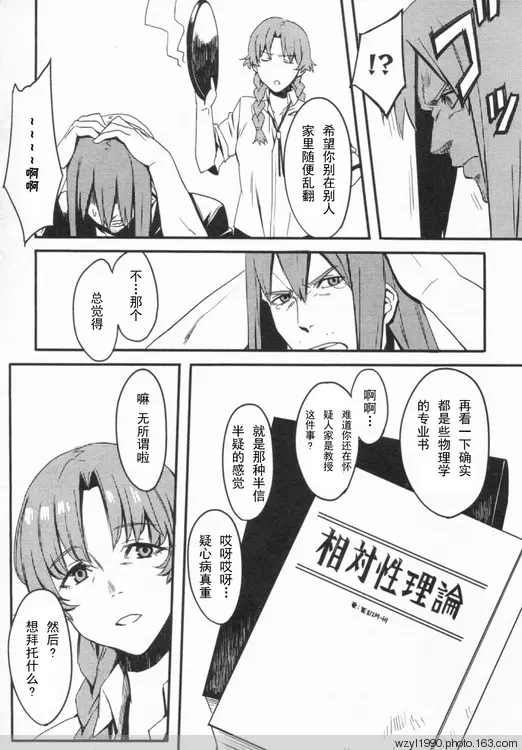 !?
希望你别在别人
家里随便乱翻
~~~~啊啊
不…那个
总觉得
再看一下确实
都是些物理学
的专业书
啊啊…
难道你还在怀
疑人家是教授
这件事?
就是那种半信
半疑的感觉
哎呀哎呀…
疑心病真重
相対性理論
嘛 无所谓啦
然后?
想拜托什么?
wzyl1990.photo.163.com